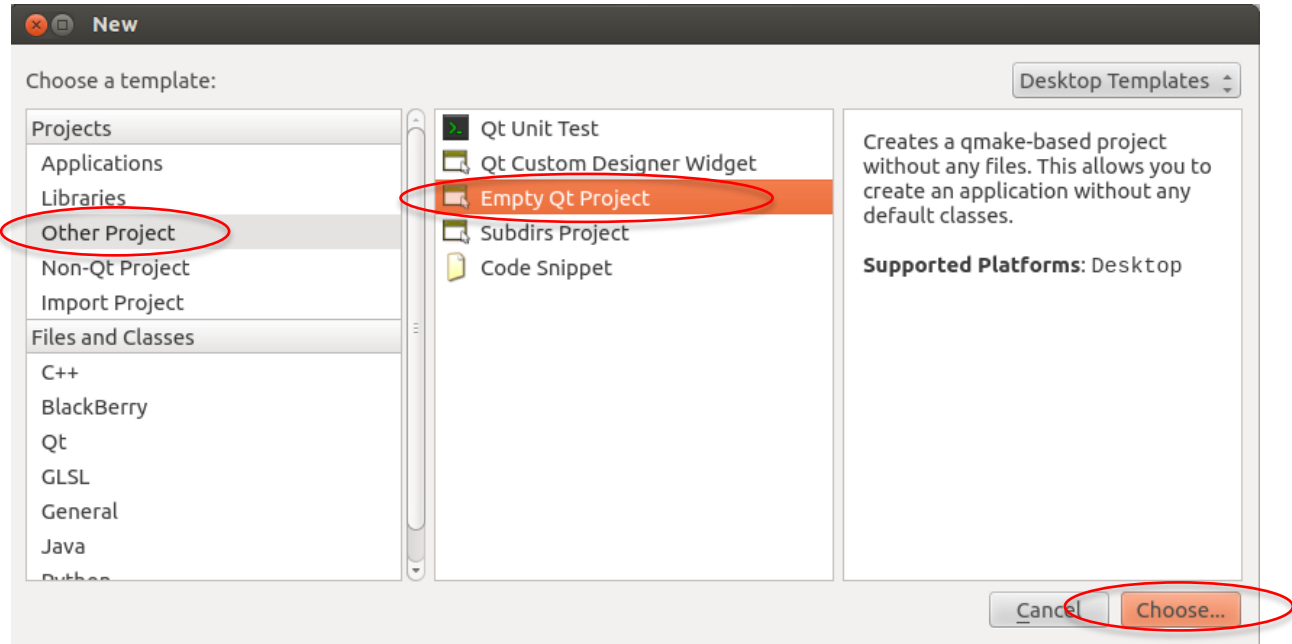 New
Choose a template:
Desktop Templates
Projects
Applications
Libraries
Other Project
Non-Qt Project
Import Project
Files and Classes
C++
BlackBerry
Qt
GLSL
General
Java
Python
Qt Unit Test
Qt Custom Designer Widget
Empty Qt Project
Subdirs Project
Code Snippet
Creates a qmake-based project
without any files. This allows you to
create an application without any
default classes.
Supported Platforms: Desktop
Cancel
Choose...